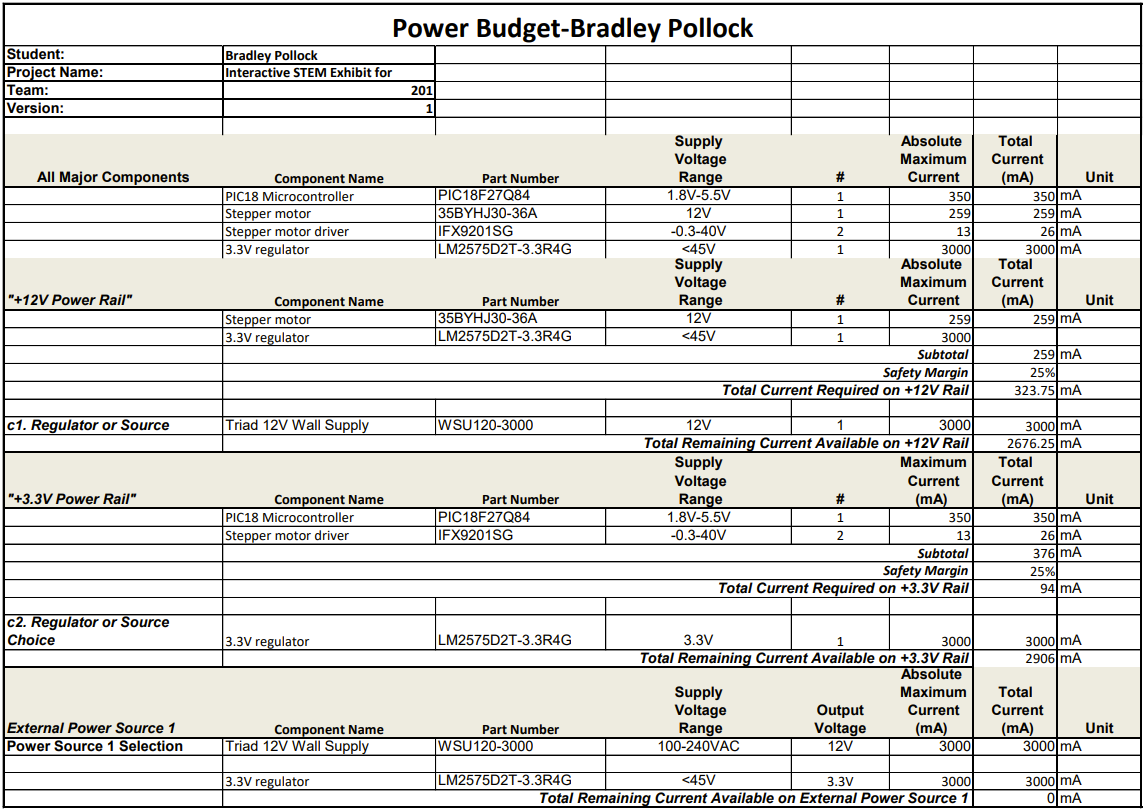 Power Budget-Bradley Pollock
Student: Bradley Pollock
Project Name: Interactive STEM Exhibit for
Team: 201
Version: 1
All Major Components Component Name Part Number Supply Voltage Range # Absolute Maximum Current Total Current (mA) Unit
PIC18 Microcontroller PIC18F27Q84 1.8V-5.5V 1 350 350 mA
Stepper motor 35BYHJ30-36A 12V 1 259 259 mA
Stepper motor driver IFX9201SG -0.3-40V 2 13 26 mA
3.3V regulator LM2575D2T-3.3R4G <45V 1 3000 3000 mA
"+12V Power Rail" Component Name Part Number Supply Voltage Range # Absolute Maximum Current Total Current (mA) Unit
Stepper motor 35BYHJ30-36A 12V 1 259 259 mA
3.3V regulator LM2575D2T-3.3R4G <45V 1 3000
Subtotal 259 mA
Safety Margin 25%
Total Current Required on +12V Rail 323.75 mA
c1. Regulator or Source Triad 12V Wall Supply WSU120-3000 12V 1 3000 3000 mA
Total Remaining Current Available on +12V Rail 2676.25 mA
"+3.3V Power Rail" Component Name Part Number Supply Voltage Range # Maximum Current (mA) Total Current (mA) Unit
PIC18 Microcontroller PIC18F27Q84 1.8V-5.5V 1 350 350 mA
Stepper motor driver IFX9201SG -0.3-40V 2 13 26 mA
Subtotal 376 mA
Safety Margin 25%
Total Current Required on +3.3V Rail 94 mA
c2. Regulator or Source Choice 3.3V regulator LM2575D2T-3.3R4G 3.3V 1 3000 3000 mA
Total Remaining Current Available on +3.3V Rail 2906 mA
External Power Source 1 Component Name Part Number Supply Voltage Range Output Voltage Absolute Maximum Current (mA) Total Current (mA) Unit
Power Source 1 Selection Triad 12V Wall Supply WSU120-3000 100-240VAC 12V 3000 3000 mA
3.3V regulator LM2575D2T-3.3R4G <45V 3.3V 3000 3000 mA
Total Remaining Current Available on External Power Source 1 0 mA